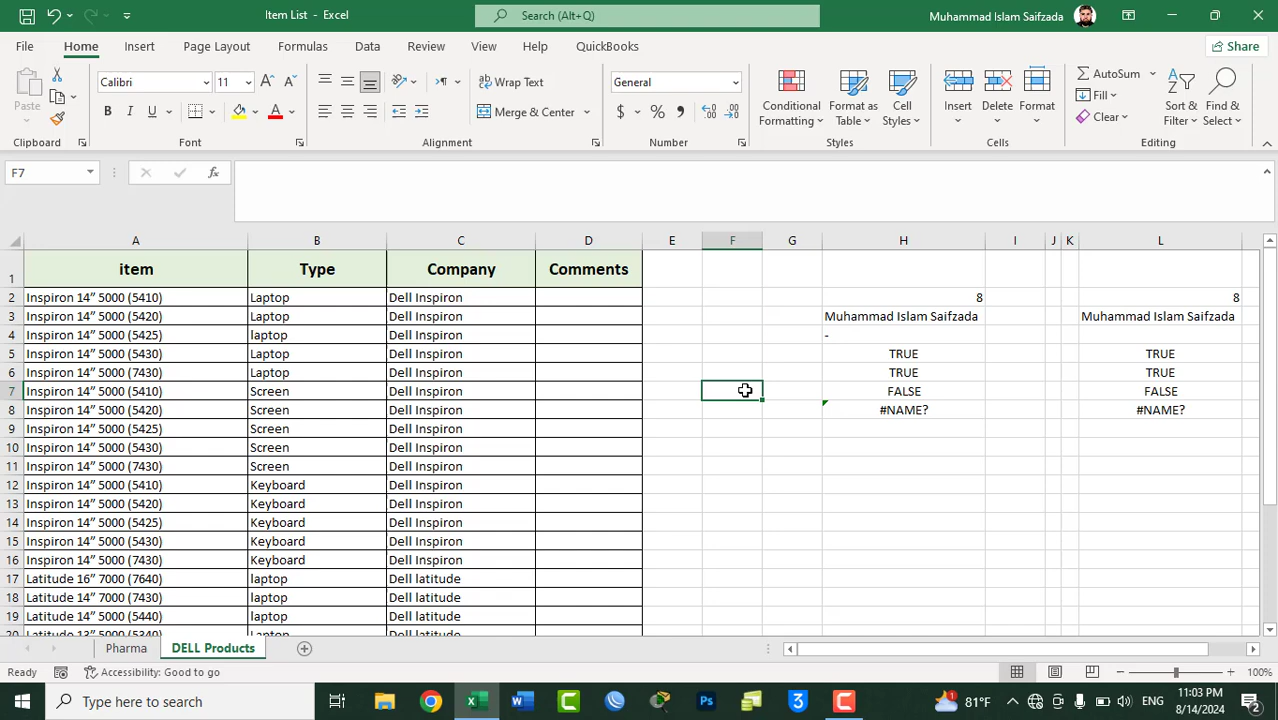 Item List - Excel
Search (Alt+Q)
Muhammad Islam Saifzada
File Home Insert Page Layout Formulas Data Review View Help QuickBooks Share
Paste
Clipboard
Calibri 11
B I U
Font
Wrap Text
Merge & Center
Alignment
General
$ %
Number
Conditional Formatting
Format as Table
Cell Styles
Styles
Insert Delete Format
Cells
AutoSum
Fill
Clear
Sort & Filter
Find & Select
Editing
F7 fx
A B C D E F G H I J K L
1 item Type Company Comments
2 Inspiron 14” 5000 (5410) Laptop Dell Inspiron 8 8
3 Inspiron 14” 5000 (5420) Laptop Dell Inspiron Muhammad Islam Saifzada Muhammad Islam Saifzada
4 Inspiron 14” 5000 (5425) laptop Dell Inspiron -
5 Inspiron 14” 5000 (5430) Laptop Dell Inspiron TRUE TRUE
6 Inspiron 14” 5000 (7430) Laptop Dell Inspiron TRUE TRUE
7 Inspiron 14” 5000 (5410) Screen Dell Inspiron FALSE FALSE
8 Inspiron 14” 5000 (5420) Screen Dell Inspiron #NAME? #NAME?
9 Inspiron 14” 5000 (5425) Screen Dell Inspiron
10 Inspiron 14” 5000 (5430) Screen Dell Inspiron
11 Inspiron 14” 5000 (7430) Screen Dell Inspiron
12 Inspiron 14” 5000 (5410) Keyboard Dell Inspiron
13 Inspiron 14” 5000 (5420) Keyboard Dell Inspiron
14 Inspiron 14” 5000 (5425) Keyboard Dell Inspiron
15 Inspiron 14” 5000 (5430) Keyboard Dell Inspiron
16 Inspiron 14” 5000 (7430) Keyboard Dell Inspiron
17 Latitude 16” 7000 (7640) laptop Dell latitude
18 Latitude 14” 7000 (7430) laptop Dell latitude
19 Latitude 14” 5000 (5440) laptop Dell latitude
20 Latitude 13” 5000 (5340) Laptop Dell latitude
Pharma DELL Products
Ready Accessibility: Good to go 100%
Type here to search
81°F ENG 11:03 PM
8/14/2024 2